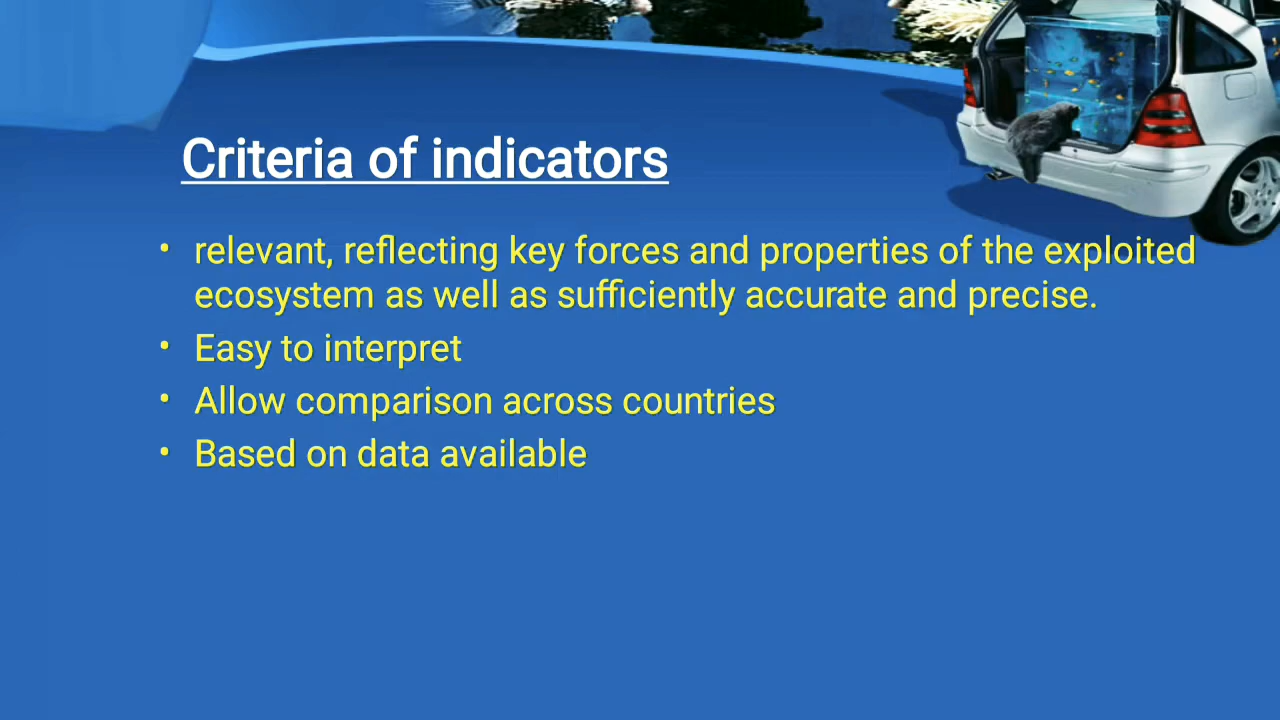 Criteria of indicators
• relevant, reflecting key forces and properties of the exploited
ecosystem as well as sufficiently accurate and precise.
• Easy to interpret
• Allow comparison across countries
• Based on data available